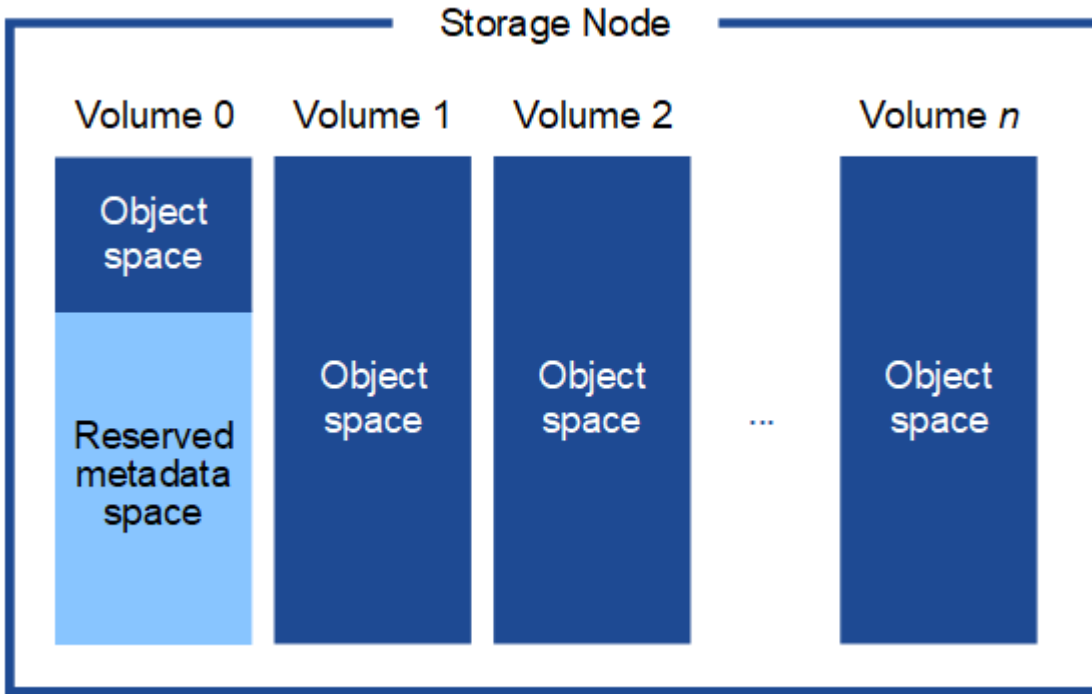 Storage Node
Volume 0
Volume 1
Volume 2
Volume n
Object
space
Reserved
metadata
space
Object
space
Object
space
...
Object
space